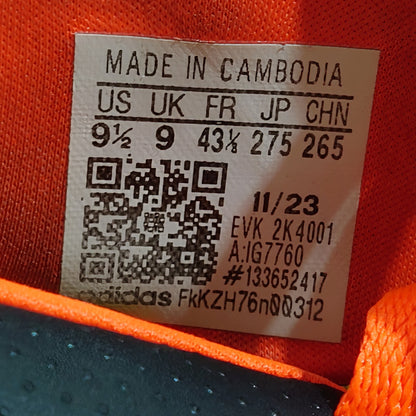 MADE IN CAMBODIA
US UK FR JP CHN
9½ 9 43⅓ 275 265
11/23
EVK 2K4001
A:IG7760
#133652417
adidas FkKZH76n00312